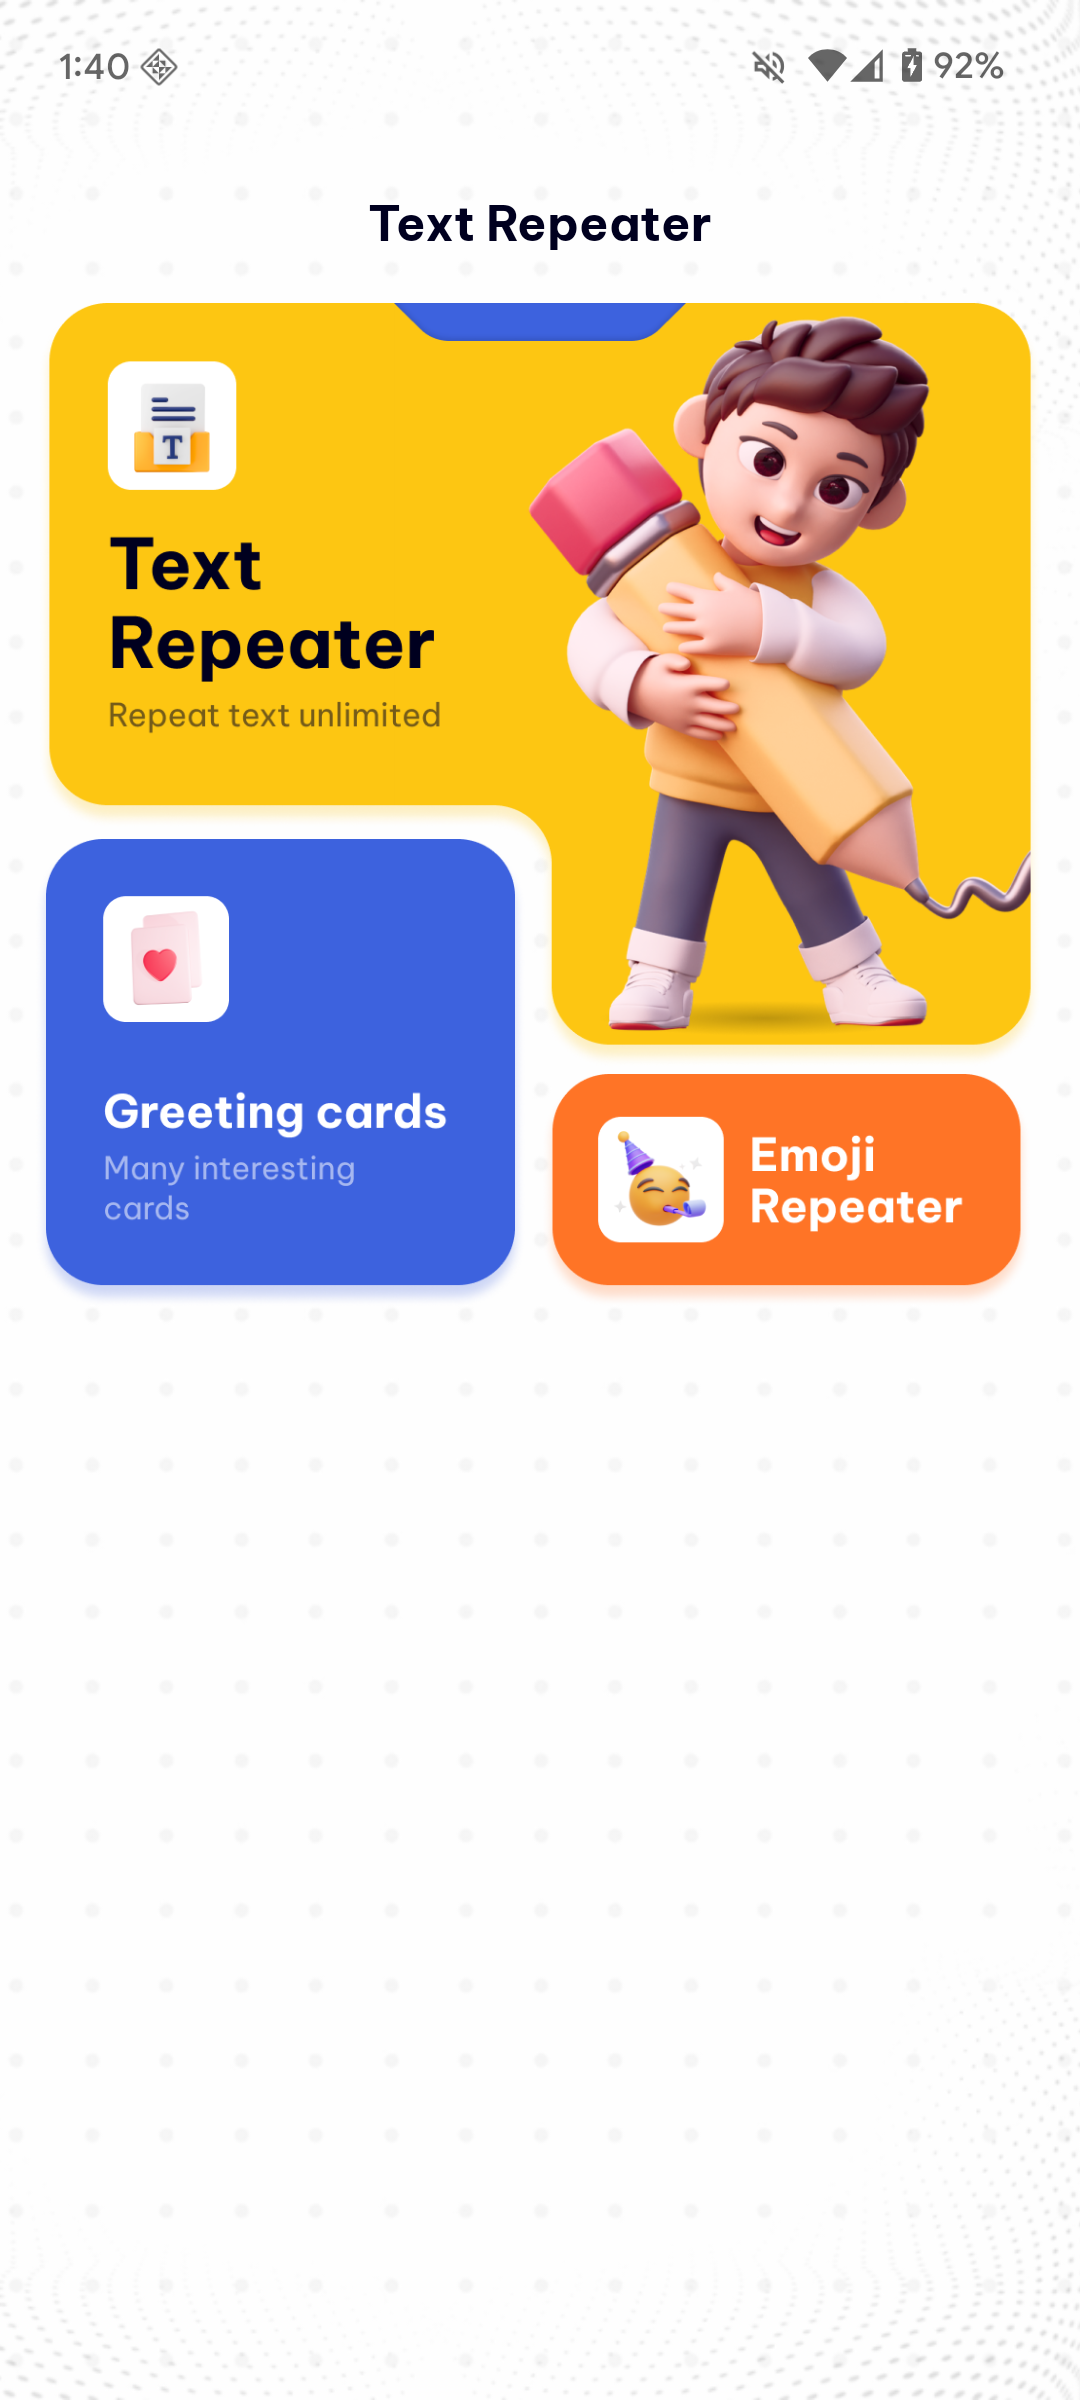 1:40
92%
Text Repeater
T
Text
Repeater
Repeat text unlimited
Greeting cards
Many interesting
cards
Emoji
Repeater